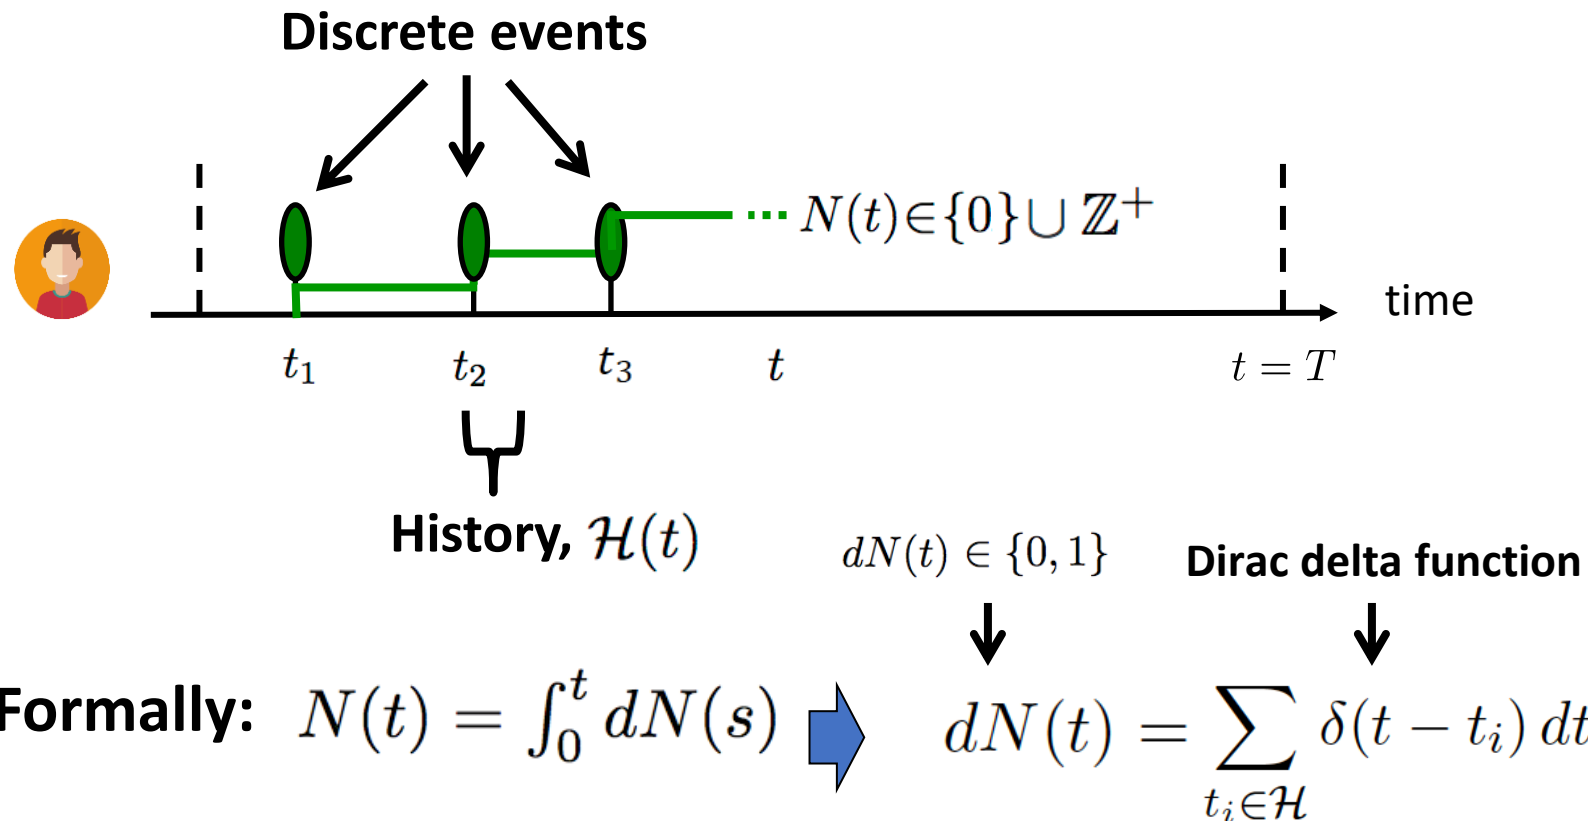 Discrete events
N(t)∈{0}∪ ℤ⁺
time
t₁ t₂ t₃ t t = T
History, ℋ(t)
dN(t) ∈ {0, 1}
Dirac delta function
Formally: N(t) = ∫₀ᵗ dN(s) dN(t) = ∑ δ(t − tᵢ) dt
tᵢ∈ℋ